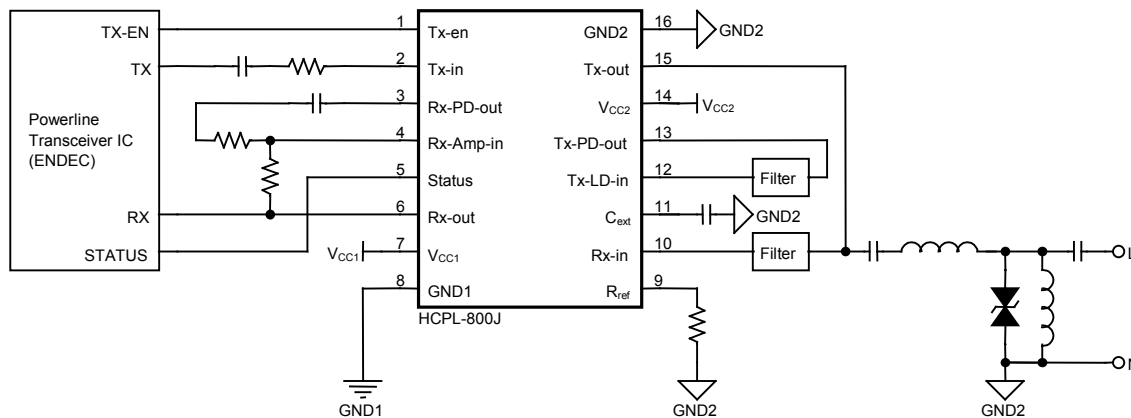 TX-EN
TX
Powerline
Transceiver IC
(ENDEC)
RX
STATUS
1
2
3
4
5
6
7
8
VCC1
GND1
Tx-en
Tx-in
Rx-PD-out
Rx-Amp-in
Status
Rx-out
VCC1
GND1
HCPL-800J
GND2
Tx-out
VCC2
Tx-PD-out
Tx-LD-in
Cext
Rx-in
Rref
16
15
14
13
12
11
10
9
GND2
VCC2
Filter
GND2
Filter
GND2
GND2
L